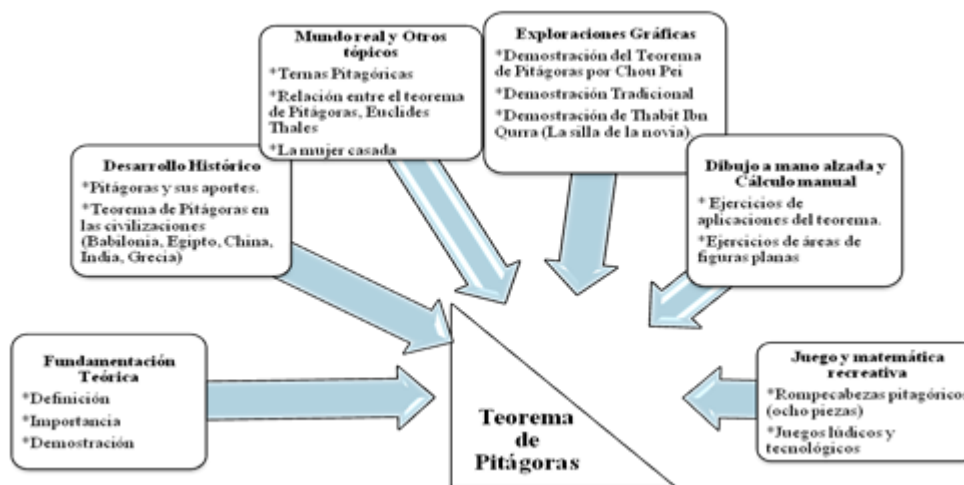 Fundamentación
Teórica
*Definición
*Importancia
*Demostración
Desarrollo Histórico
*Pitágoras y sus aportes.
*Teorema de Pitágoras en
las civilizaciones
(Babilonia, Egipto, China,
India, Grecia)
Mundo real y Otros
tópicos
*Ternas Pitagóricas
*Relación entre el teorema
de Pitágoras, Euclides
Thales
*La mujer casada
Exploraciones Gráficas
*Demostración del Teorema
de Pitágoras por Chou Pei
*Demostración Tradicional
*Demostración de Thabit Ibn
Qurra (La silla de la novia).
Dibujo a mano alzada y
Cálculo manual
* Ejercicios de
aplicaciones del teorema.
*Ejercicios de áreas de
figuras planas
Juego y matemática
recreativa
*Rompecabezas pitagóricos
(ocho piezas)
*Juegos lúdicos y
tecnológicos
Teorema
de
Pitágoras